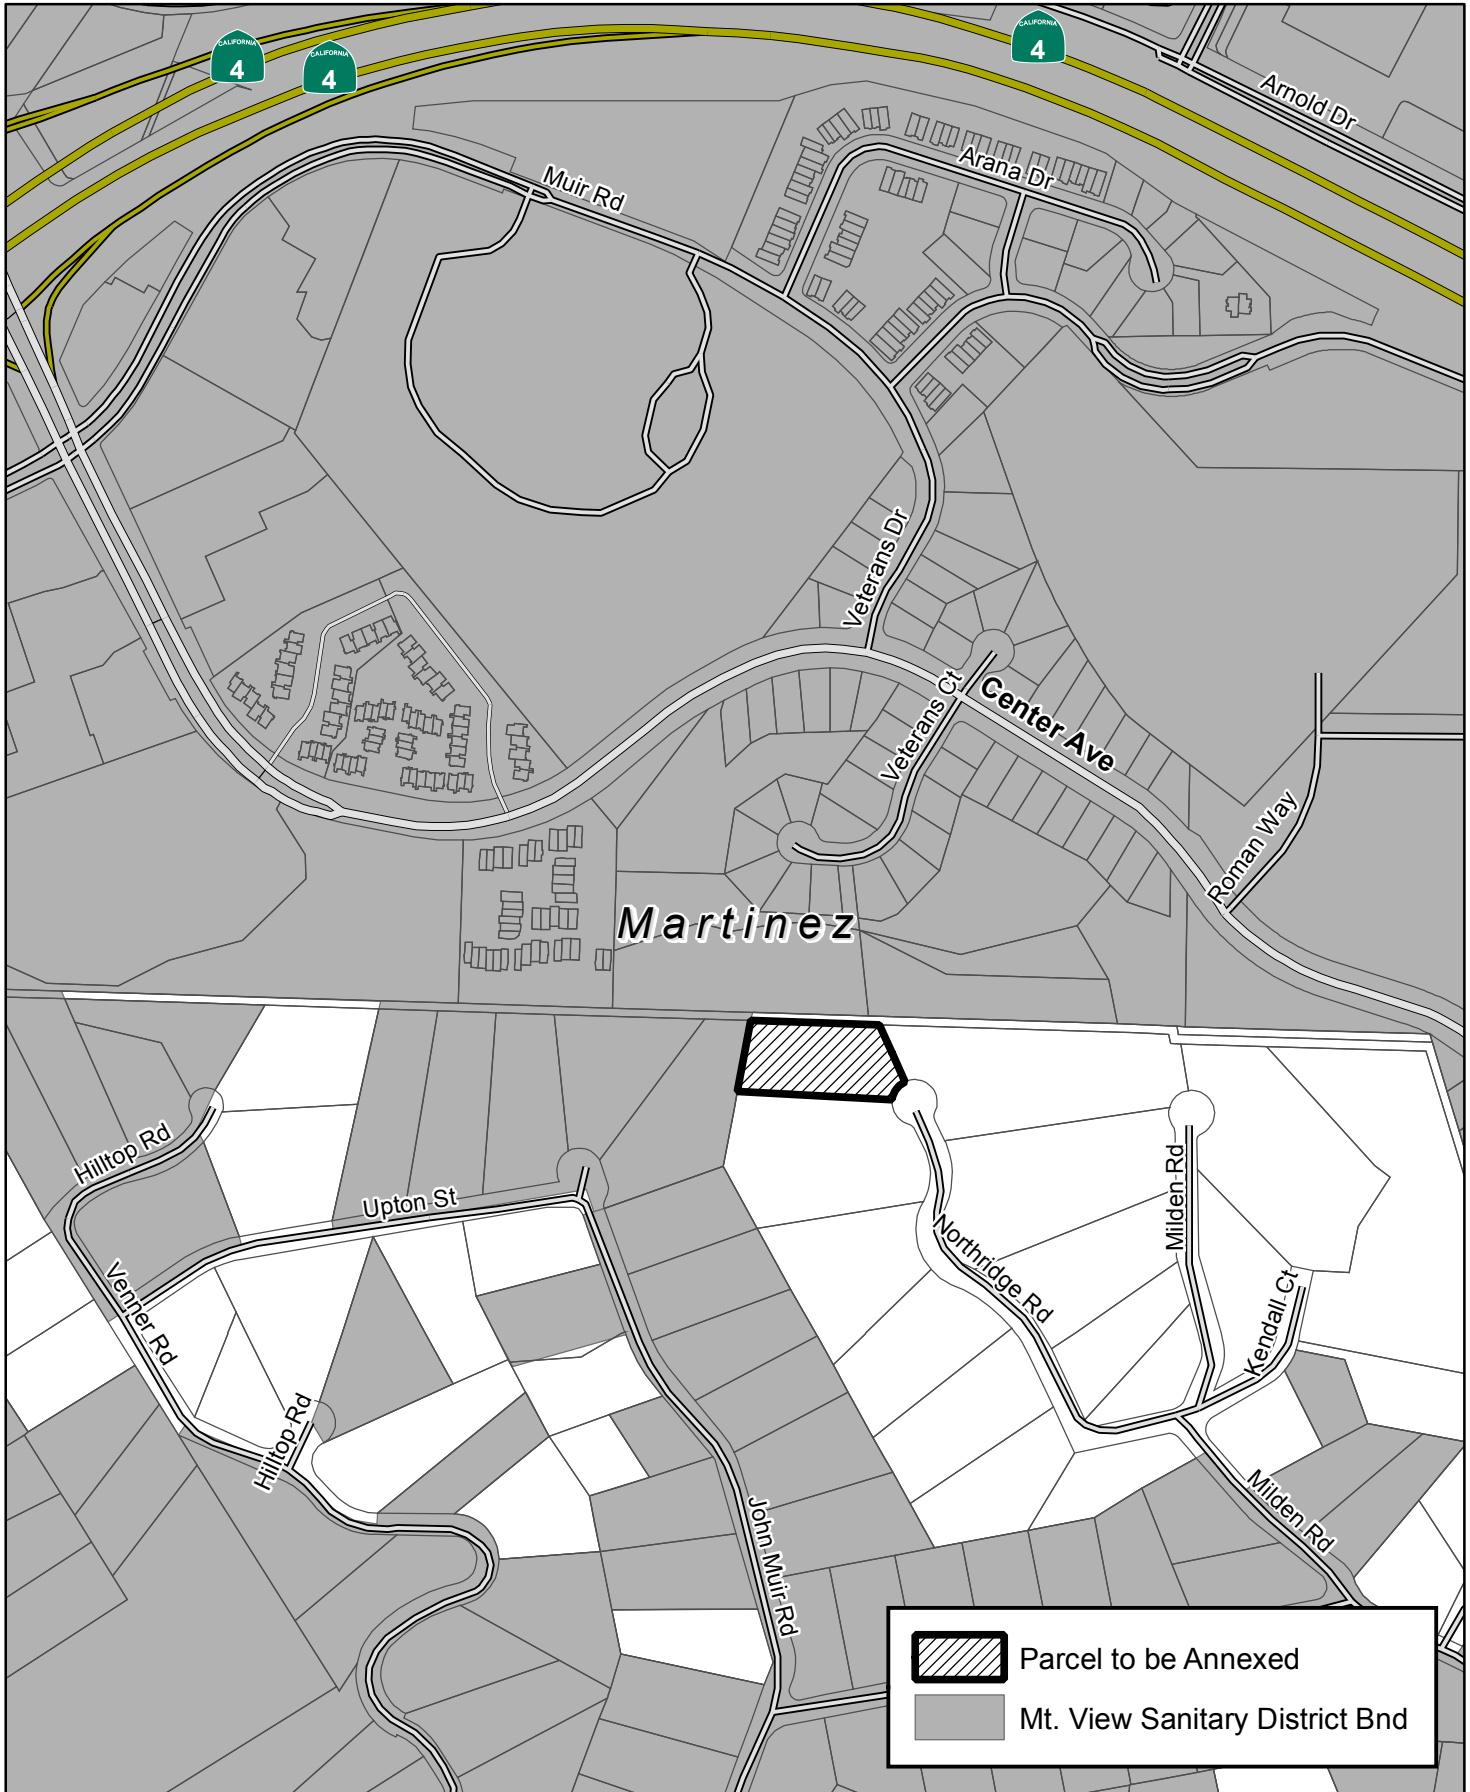 CALIFORNIA
4
CALIFORNIA
4
CALIFORNIA
4
Arnold Dr
Arana Dr
Muir Rd
Veterans Dr
Veterans Ct
Center Ave
Roman Way
Martinez
Hilltop Rd
Upton St
Milden Rd
Northridge Rd
Venner Rd
Kendall Ct
Hilltop Rd
John Muir Rd
Milden Rd
Parcel to be Annexed
Mt. View Sanitary District Bnd